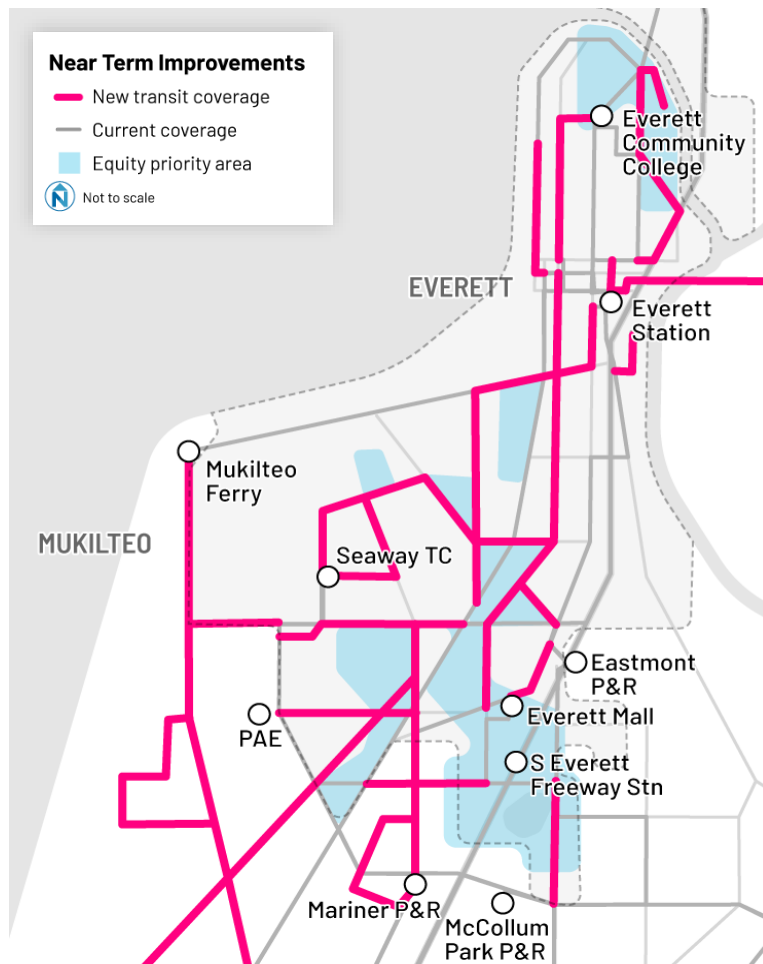 Near Term Improvements
New transit coverage
Current coverage
Equity priority area
N
Not to scale
Everett
Community
College
EVERETT
Everett
Station
Mukilteo
Ferry
MUKILTEO
Seaway TC
Eastmont
P&R
PAE
Everett Mall
S Everett
Freeway Stn
Mariner P&R
McCollum
Park P&R